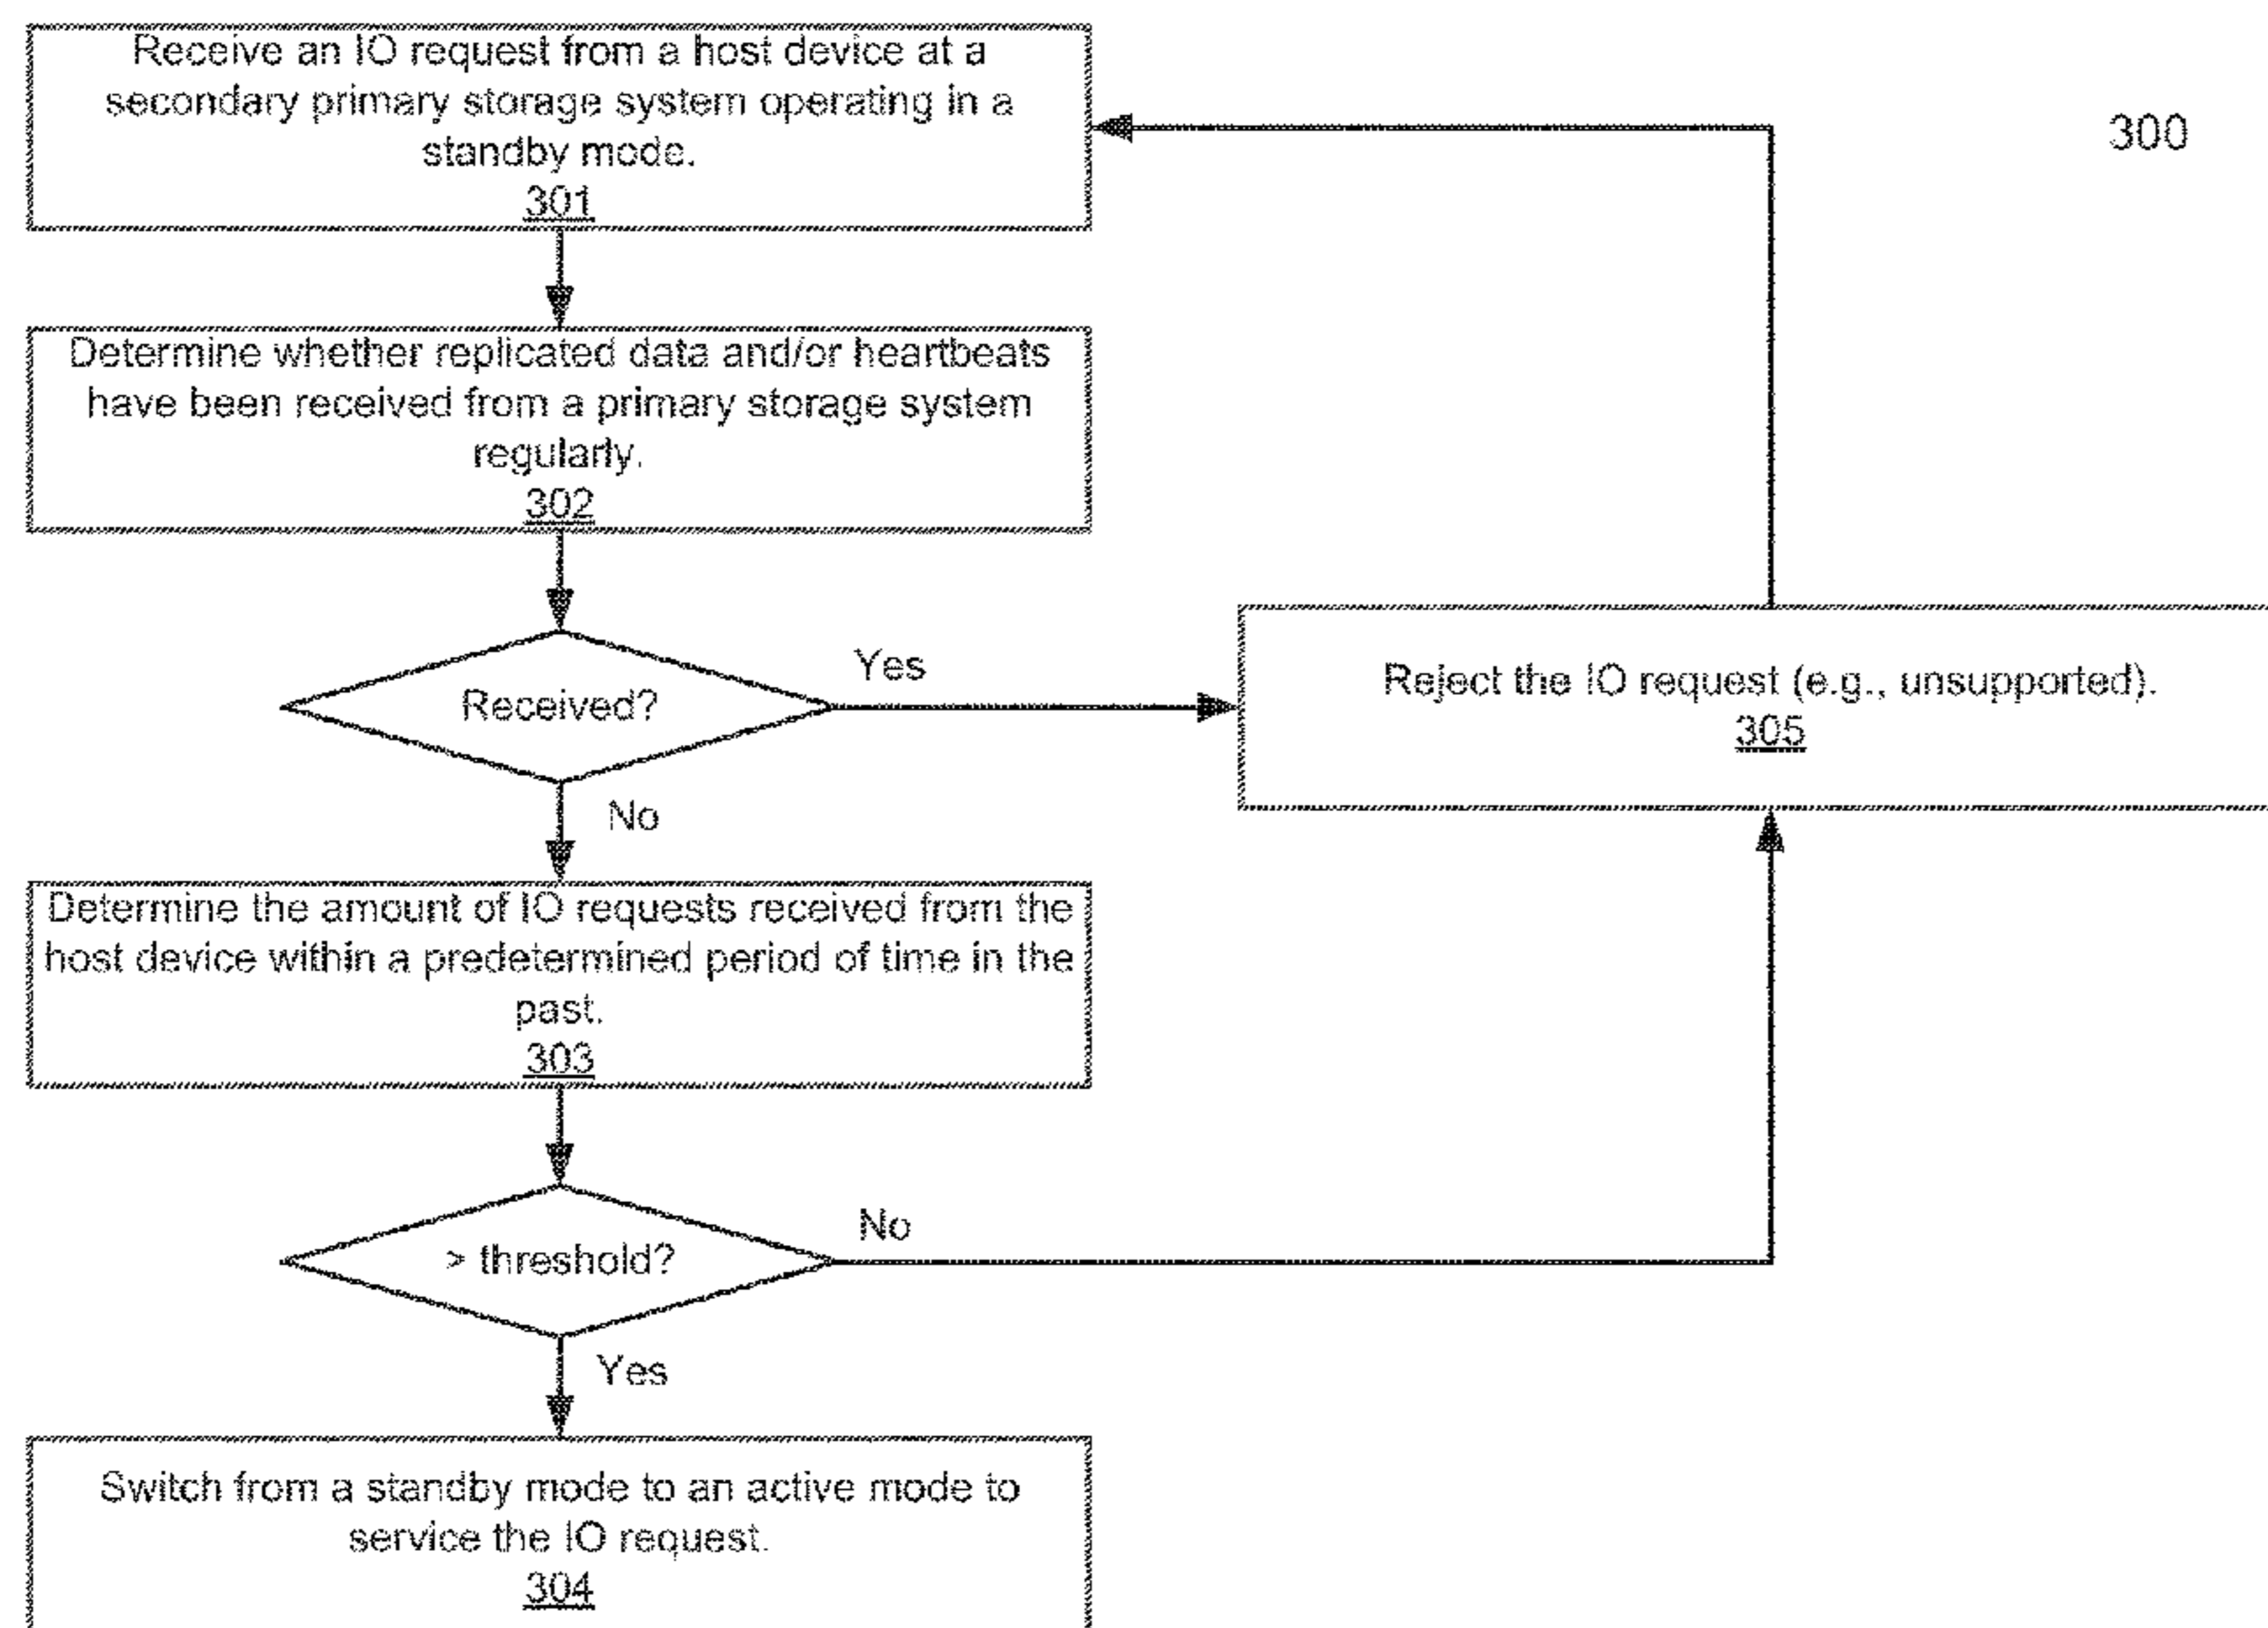 Receive an IO request from a host device at a
secondary primary storage system operating in a
standby mode.
301
300
Determine whether replicated data and/or heartbeats
have been received from a primary storage system
regularly.
302
Received?
Yes
No
Reject the IO request (e.g., unsupported).
305
Determine the amount of IO requests received from the
host device within a predetermined period of time in the
past.
303
> threshold?
No
Yes
Switch from a standby mode to an active mode to
service the IO request.
304